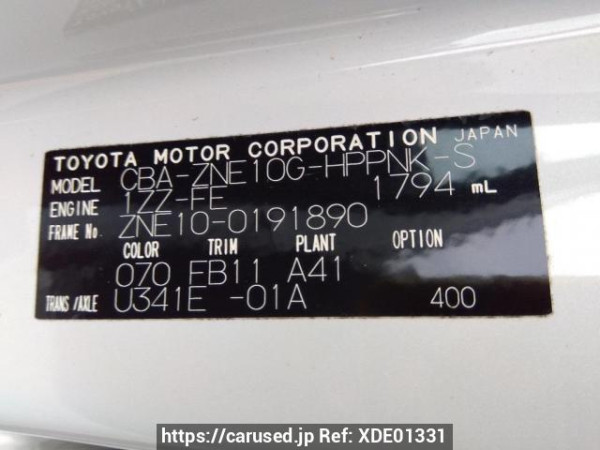 TOYOTA MOTOR CORPORATION JAPAN
MODEL CBA-ZNE10G-HPPNK-S
ENGINE 1ZZ-FE 1794 mL
FRAME No. ZNE10-0191890
COLOR TRIM PLANT OPTION
070 FB11 A41
TRANS/AXLE U341E -01A 400
https://carused.jp Ref: XDE01331